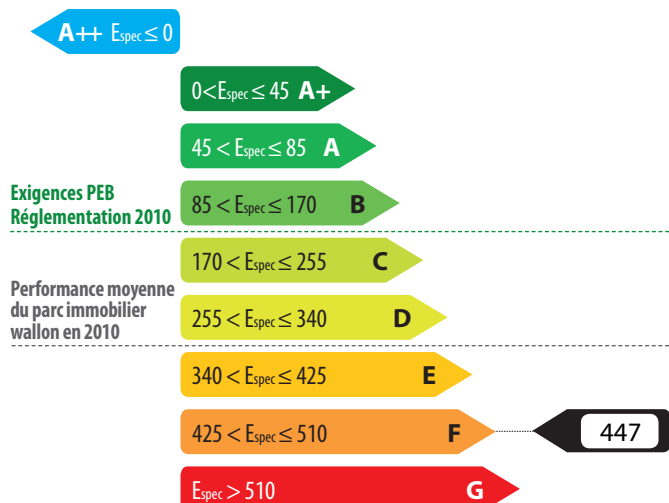 A++ Espec ≤ 0
0<Espec ≤ 45 A+
45 < Espec ≤ 85 A
Exigences PEB
Réglementation 2010
85 < Espec ≤ 170 B
170 < Espec ≤ 255 C
Performance moyenne
du parc immobilier
wallon en 2010
255 < Espec ≤ 340 D
340 < Espec ≤ 425 E
425 < Espec ≤ 510 F
447
Espec > 510 G